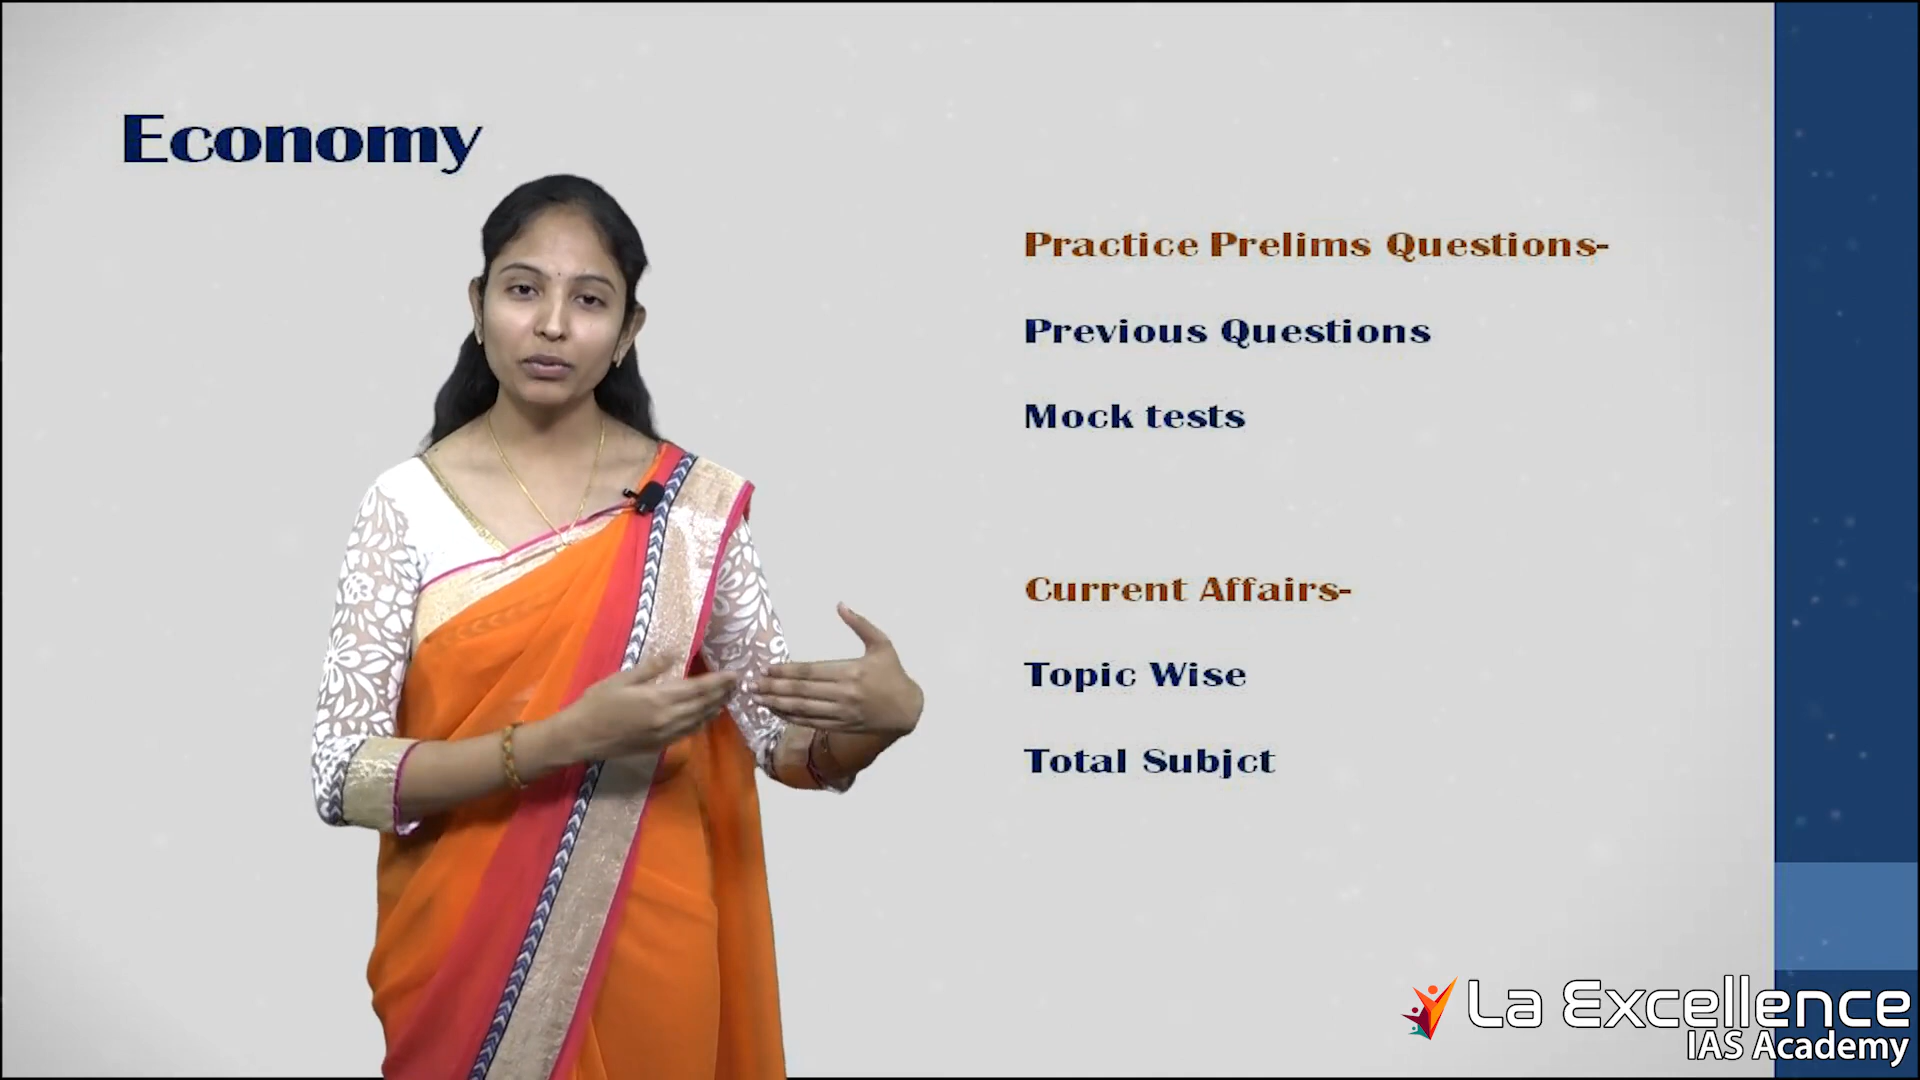 Economy
Practice Prelims Questions-
Previous Questions
Mock tests
Current Affairs-
Topic Wise
Total Subjct
La Excellence
IAS Academy